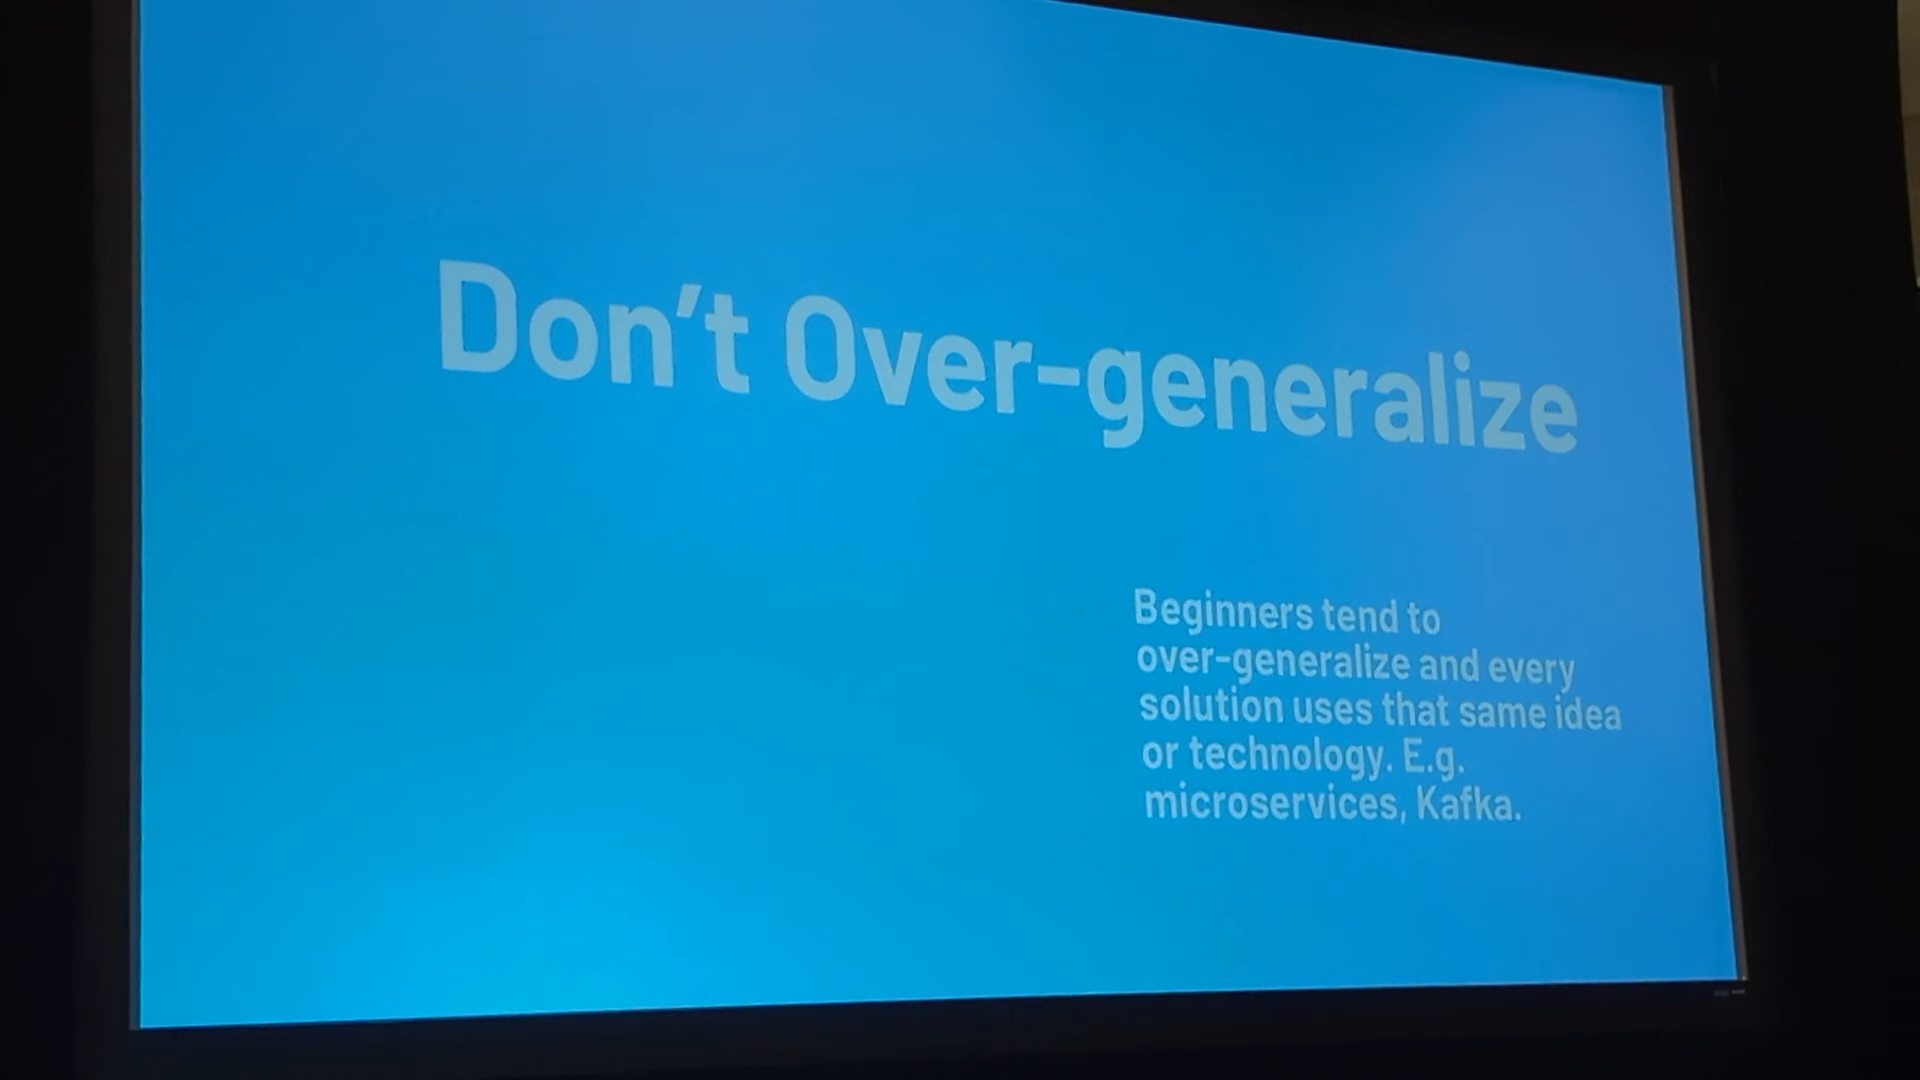 Don’t Over-generalize
Beginners tend to
over-generalize and every
solution uses that same idea
or technology. E.g.
microservices, Kafka.